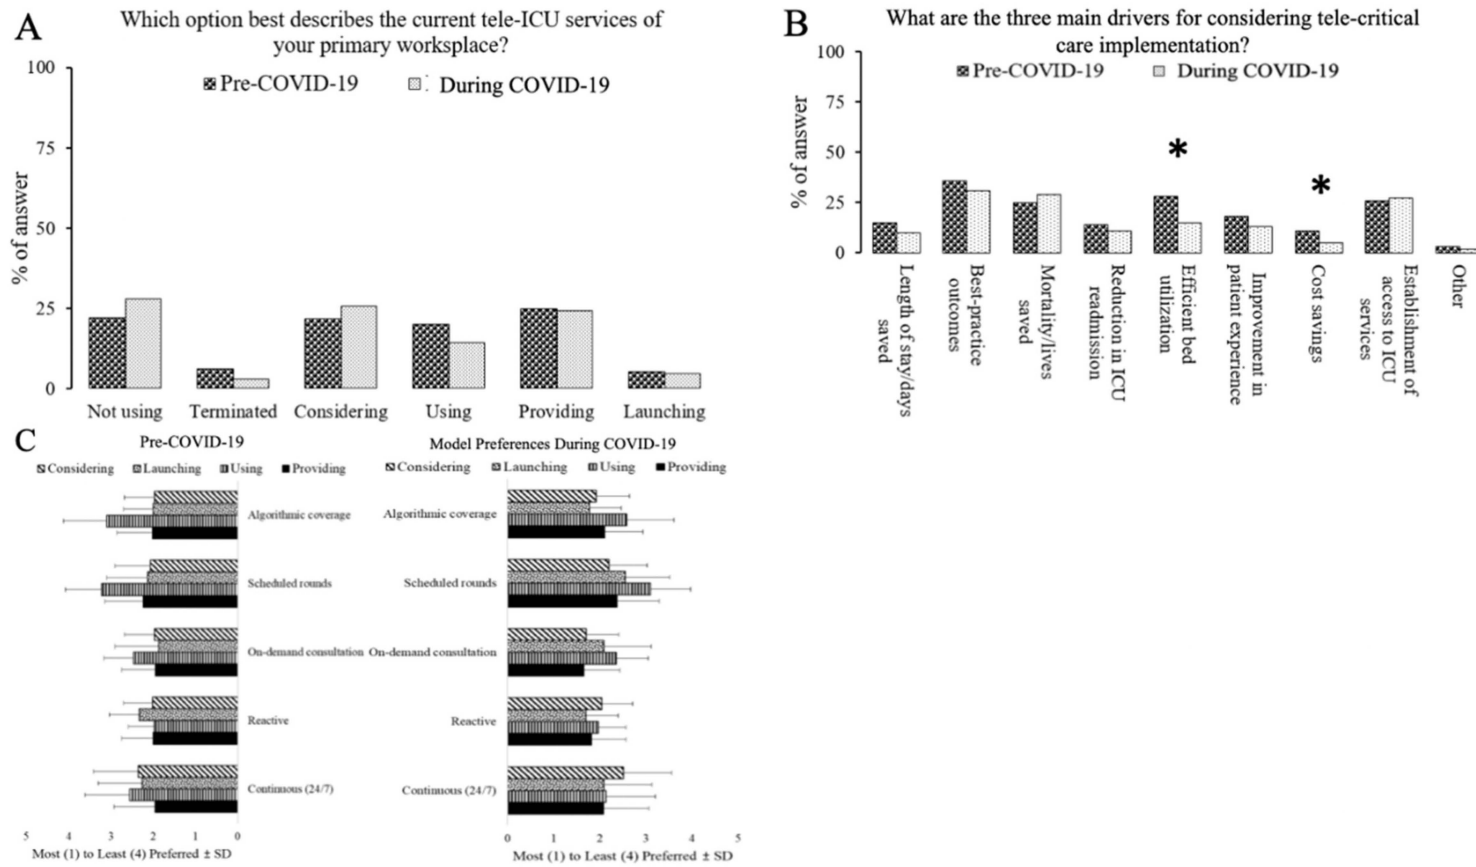 A
Which option best describes the current tele-ICU services of
your primary worksplace?
Pre-COVID-19
During COVID-19
% of answer
100
75
50
25
0
Not using
Terminated
Considering
Using
Providing
Launching
B
What are the three main drivers for considering tele-critical
care implementation?
Pre-COVID-19
During COVID-19
% of answer
100
75
50
25
0
*
*
Length of stay/days
saved
Best-practice
outcomes
Mortality/lives
saved
Reduction in ICU
readmission
Efficient bed
utilization
Improvement in
patient experience
Cost savings
Establishment of
access to ICU
services
Other
C
Pre-COVID-19
Considering Launching Using Providing
Algorithmic coverage
Scheduled rounds
On-demand consultation
Reactive
Continuous (24/7)
5 4 3 2 1 0
Most (1) to Least (4) Preferred ± SD
Model Preferences During COVID-19
Considering Launching Using Providing
Algorithmic coverage
Scheduled rounds
On-demand consultation
Reactive
Continuous (24/7)
0 1 2 3 4 5
Most (1) to Least (4) Preferred ± SD